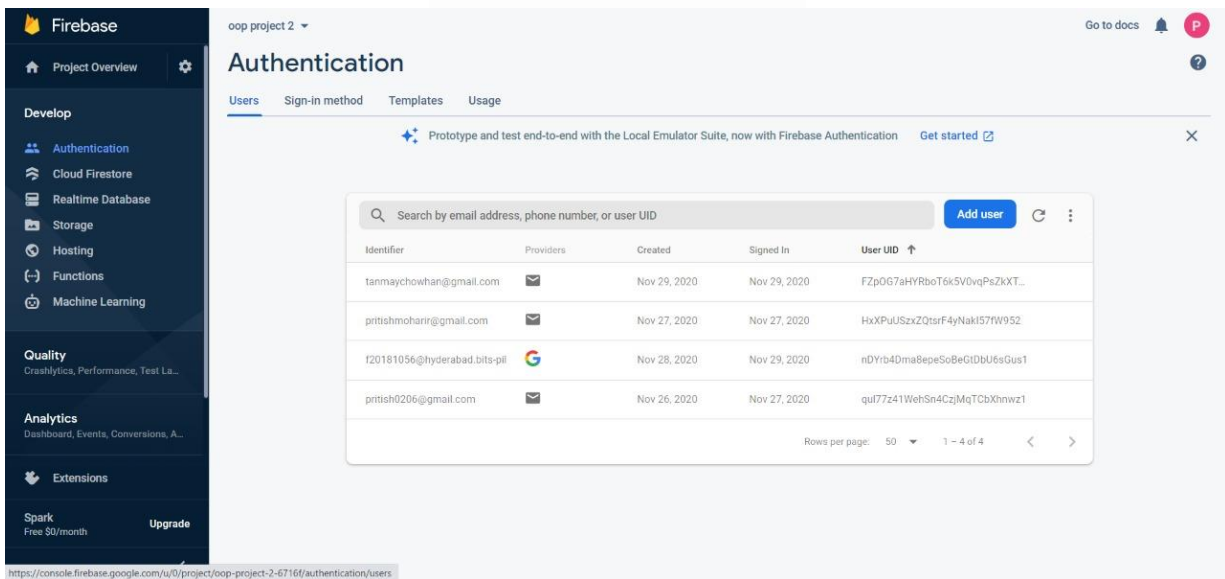 Firebase
oop project 2
Go to docs
P
Project Overview
Authentication
?
Users Sign-in method Templates Usage
Develop
Prototype and test end-to-end with the Local Emulator Suite, now with Firebase Authentication Get started
Authentication
Cloud Firestore
Realtime Database
Storage
Hosting
Functions
Machine Learning
Quality
Crashlytics, Performance, Test La...
Analytics
Dashboard, Events, Conversions, A...
Extensions
Spark
Free $0/month
Upgrade
Search by email address, phone number, or user UID Add user
Identifier Providers Created Signed In User UID
tanmaychowhan@gmail.com Nov 29, 2020 Nov 29, 2020 FZpOG7aHYRboT6k5V0vqPsZkXT...
pritishmoharir@gmail.com Nov 27, 2020 Nov 27, 2020 HxXPuUSzxZQtsrF4yNakI57fW952
f20181056@hyderabad.bits-pil G Nov 28, 2020 Nov 29, 2020 nDYrb4Dma8epeSoBeGtDbU6sGus1
pritish0206@gmail.com Nov 26, 2020 Nov 27, 2020 quI77z41WehSn4CzjMqTCbXhnwz1
Rows per page: 50 1 – 4 of 4
https://console.firebase.google.com/u/0/project/oop-project-2-6716f/authentication/users